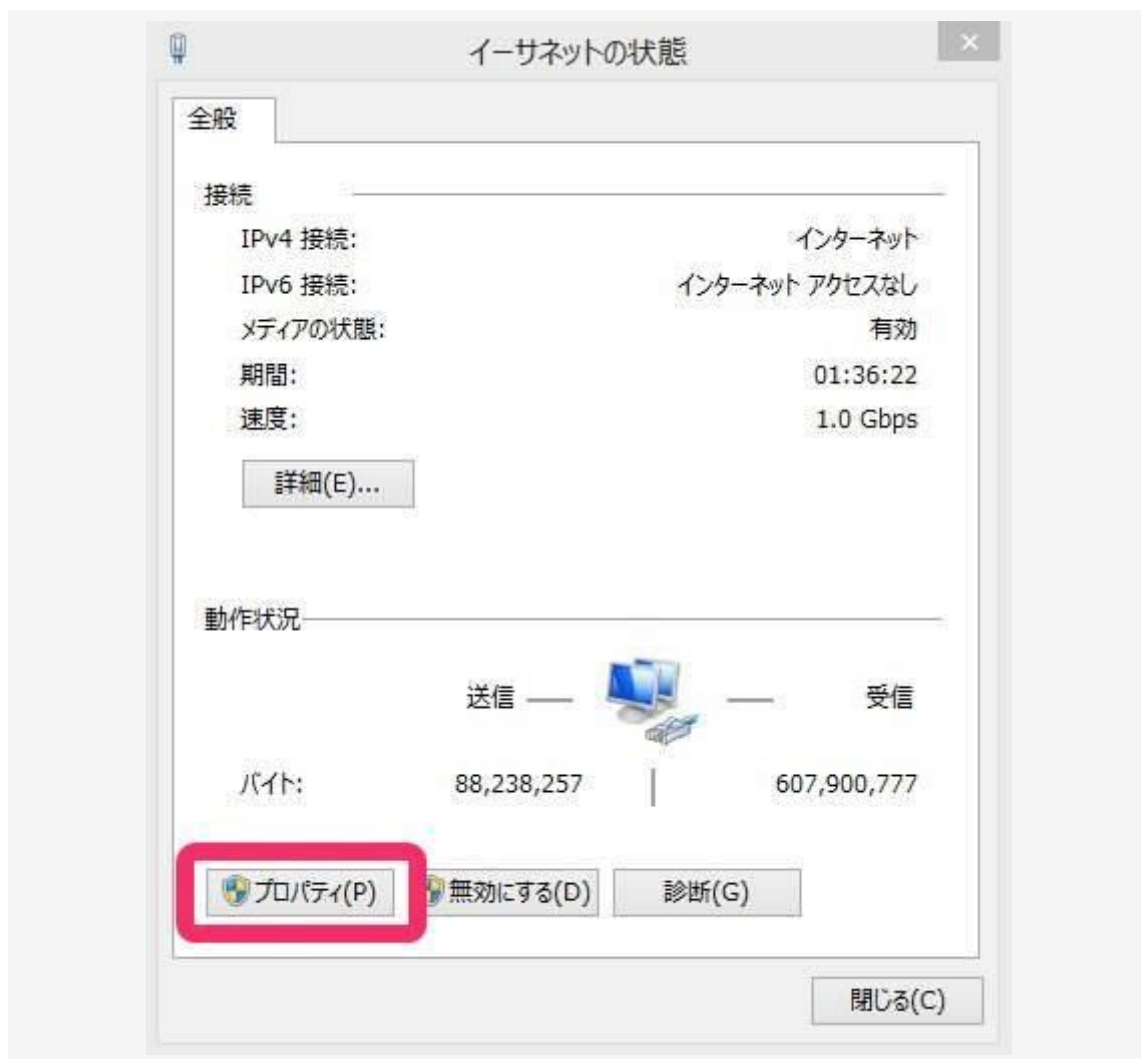 イーサネットの状態
全般
接続
IPv4 接続: インターネット
IPv6 接続: インターネット アクセスなし
メディアの状態: 有効
期間: 01:36:22
速度: 1.0 Gbps
詳細(E)...
動作状況
送信 受信
バイト: 88,238,257 607,900,777
プロパティ(P) 無効にする(D) 診断(G)
閉じる(C)